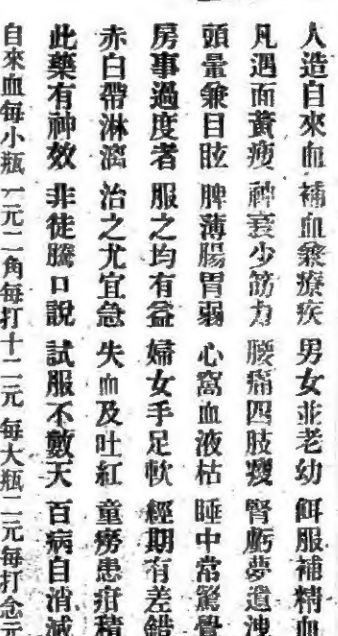 人造自來血 補血兼療疾 男女並老幼 餌服補精血
凡遇面黃瘦 神衰少筋力 腰痛四肢 腎虧夢遺洩
頭暈兼目眩 脾薄腸胃弱 心窩血液枯 睡中常驚覺
房事過度者 服之均有益 婦女手足軟 經期有差錯
赤白帶淋漓 治之尤宜急 失血及吐紅 童癆患疳積
此藥有神效 非徒騰口說 試服不數天 百病自消滅
自來血每小瓶一元二角每打十二元 每大瓶二元每打念元